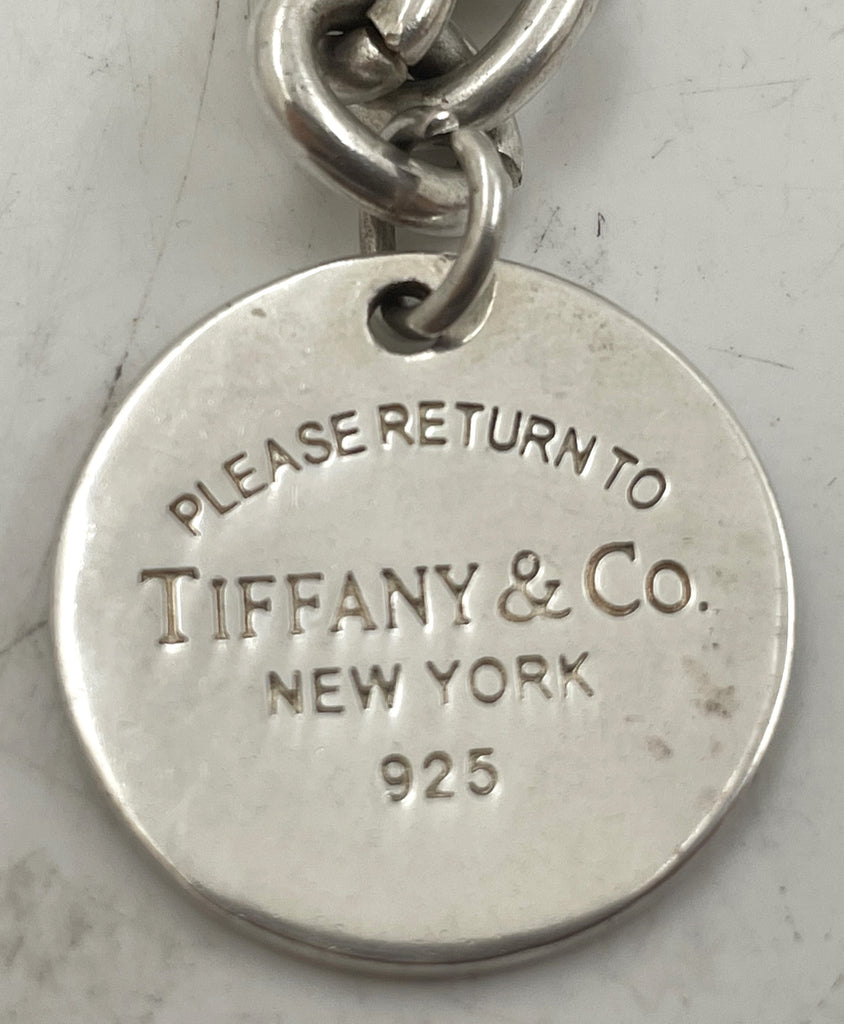 PLEASE RETURN TO
TIFFANY & CO.
NEW YORK
925